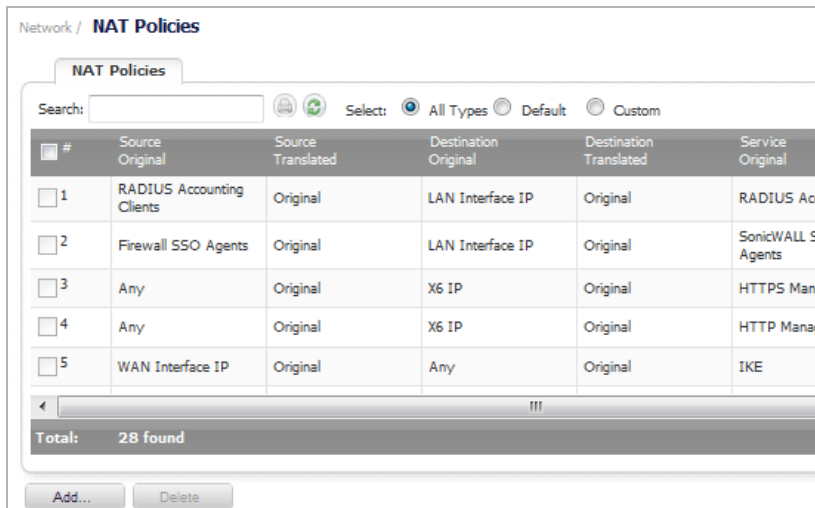 Network / NAT Policies
NAT Policies
Search: Select: All Types Default Custom
# Source Original Source Translated Destination Original Destination Translated Service Original
1 RADIUS Accounting Clients Original LAN Interface IP Original RADIUS
2 Firewall SSO Agents Original LAN Interface IP Original SonicWALL Agents
3 Any Original X6 IP Original HTTPS
4 Any Original X6 IP Original HTTP
5 WAN Interface IP Original Any Original IKE
Total: 28 found
Add... Delete